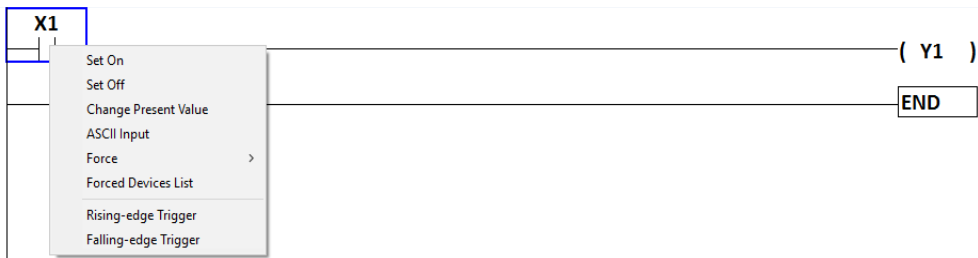 X1
( Y1 )
Set On
Set Off
Change Present Value
END
ASCII Input
Force >
Forced Devices List
Rising-edge Trigger
Falling-edge Trigger